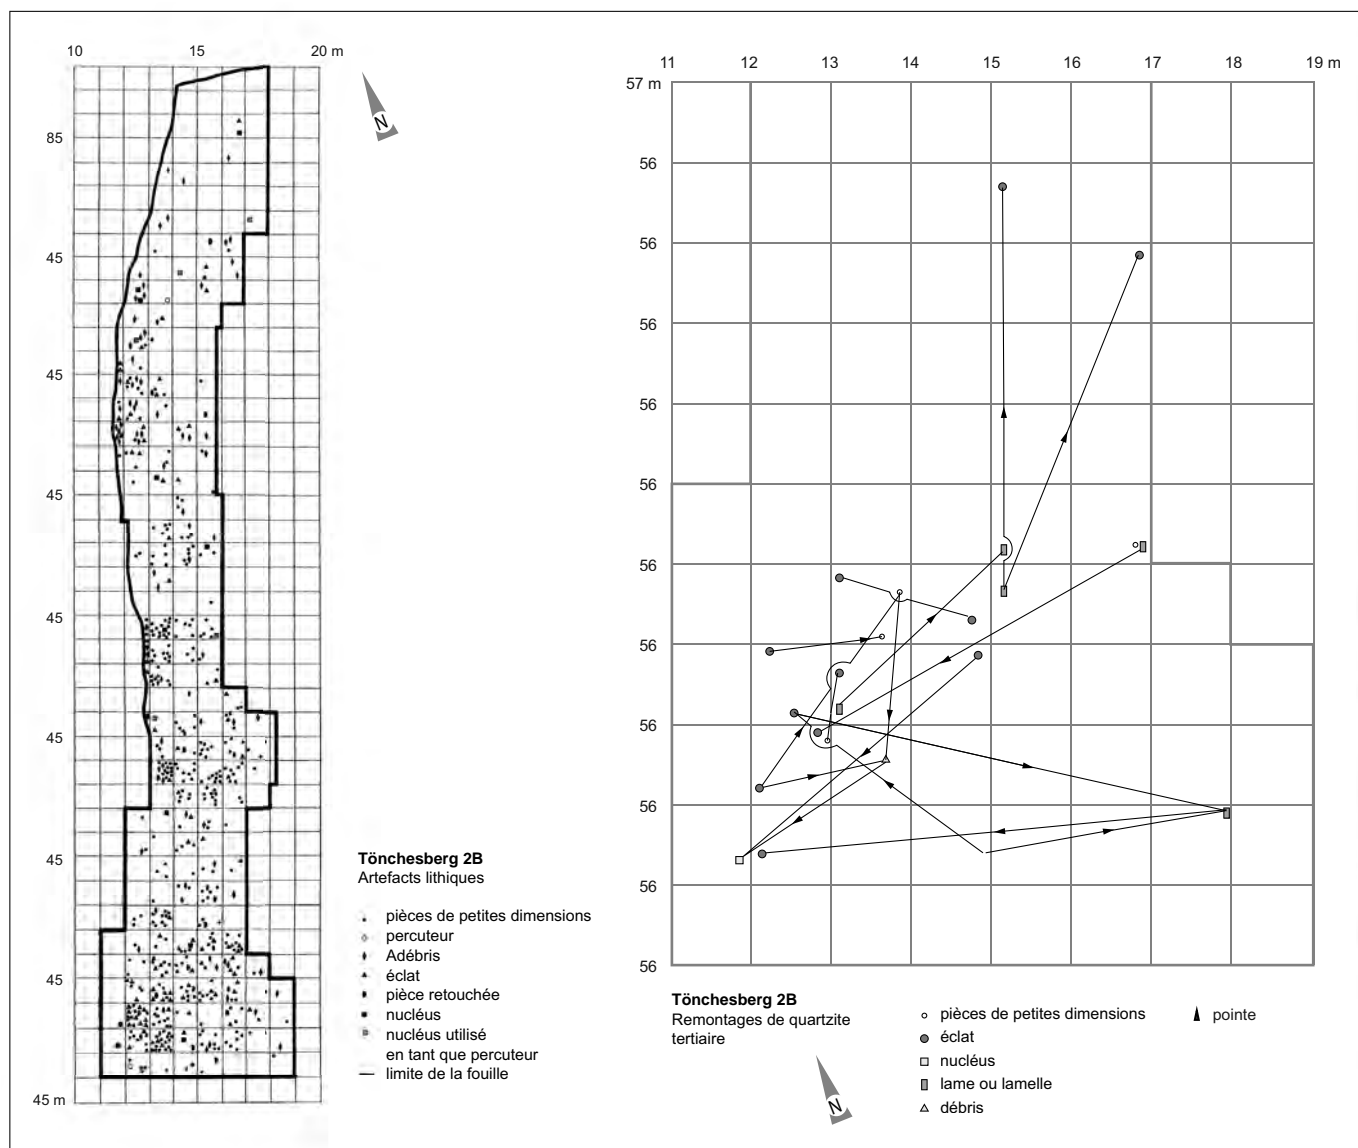 10 15 20 m
N
85
45
45
45
45
45
45
45
45 m
Tönchesberg 2B
Artefacts lithiques
pièces de petites dimensions
percuteur
Adébris
éclat
pièce retouchée
nucléus
nucléus utilisé
en tant que percuteur
limite de la fouille
11 12 13 14 15 16 17 18 19 m
57 m
56
56
56
56
56
56
56
56
56
56
56
Tönchesberg 2B
Remontages de quartzite
tertiaire
N
pièces de petites dimensions
éclat
nucléus
lame ou lamelle
débris
pointe